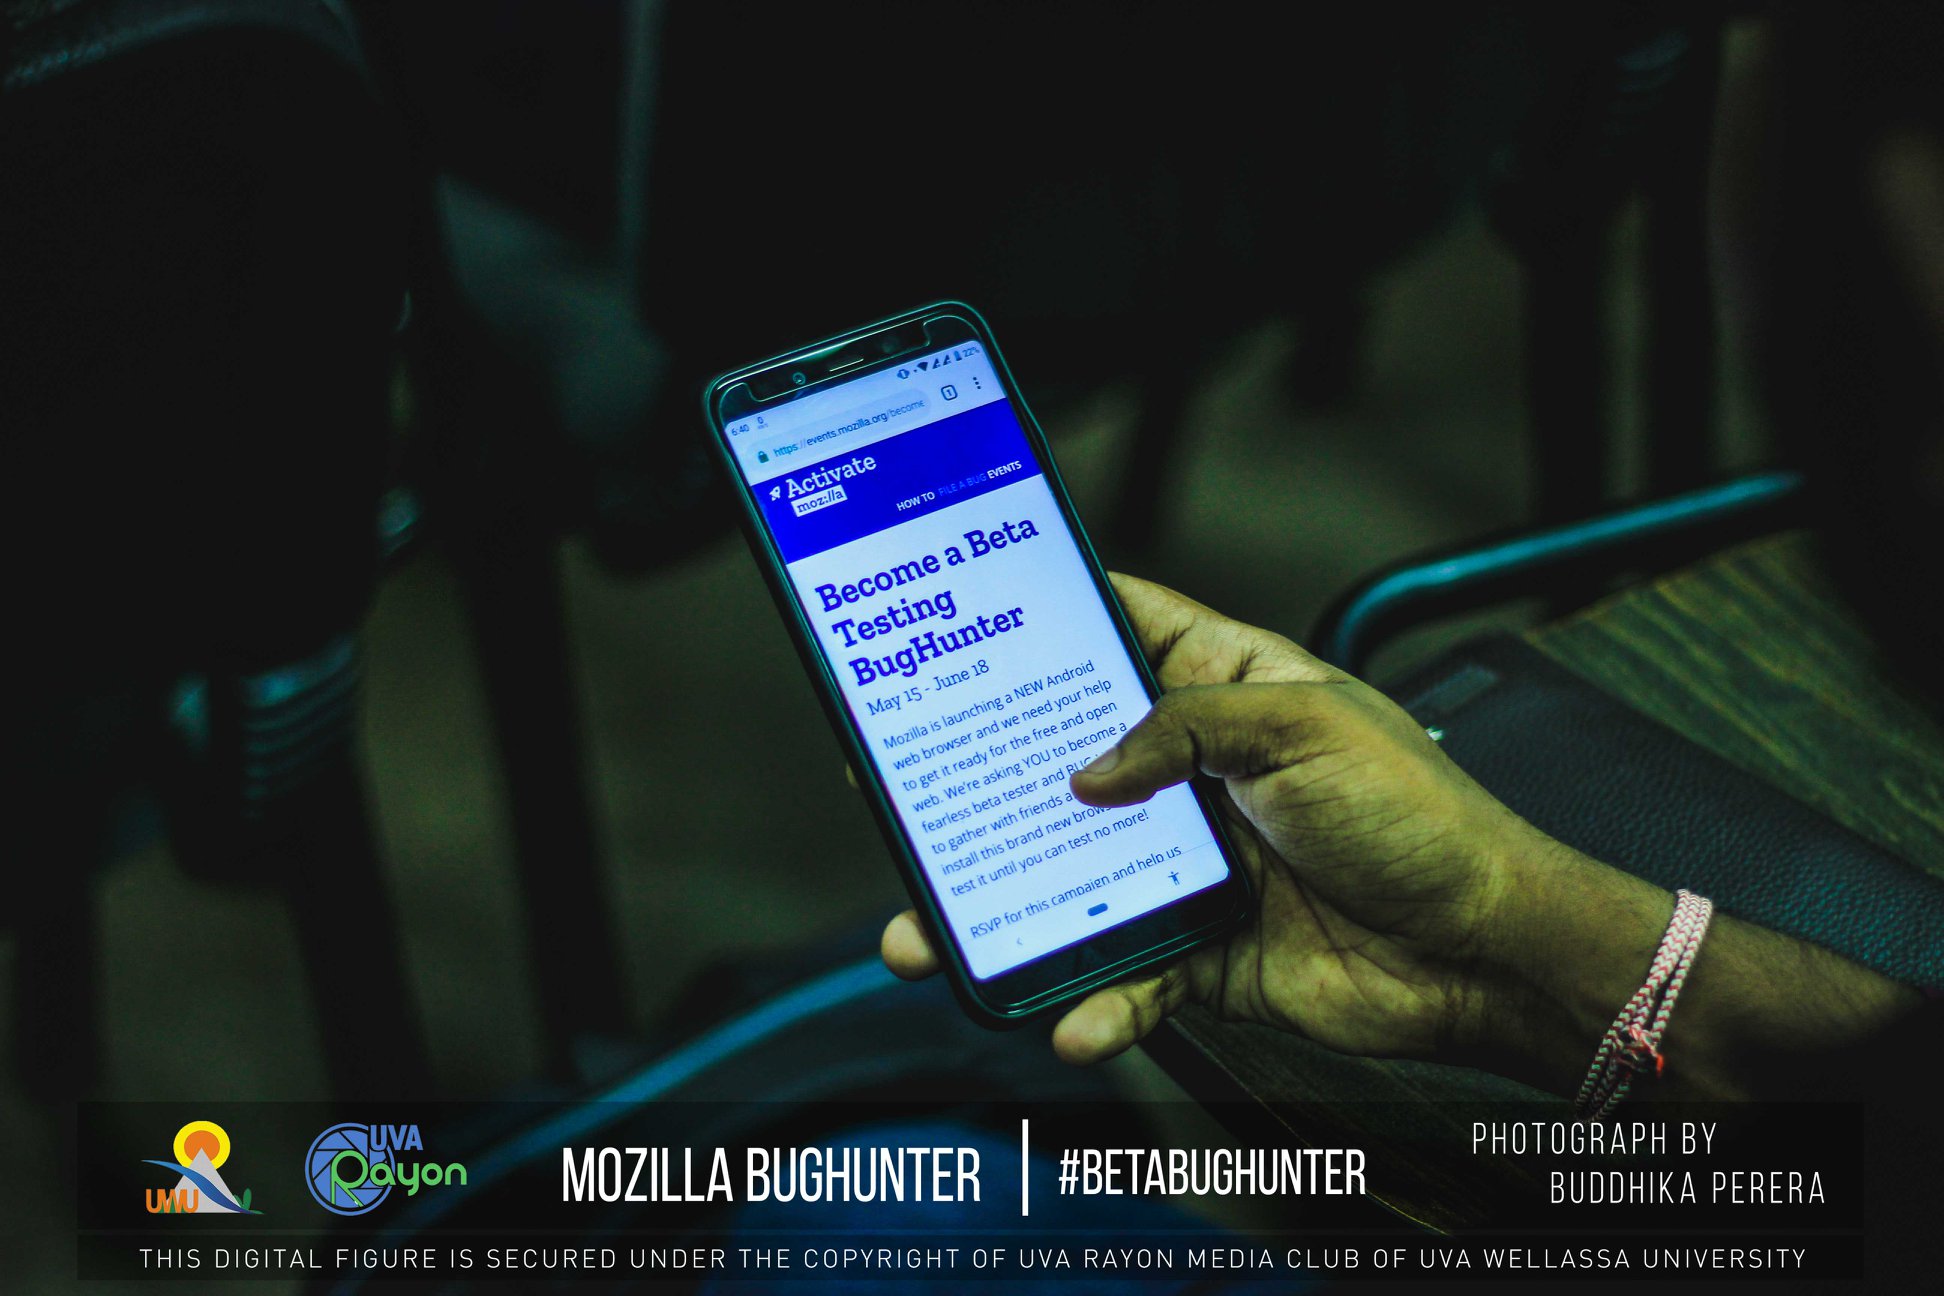 6:40 0 22%
https://events.mozilla.org/become
Activate
moz://a
HOW TO FILE A BUG EVENTS
Become a Beta
Testing
BugHunter
May 15 - June 18
Mozilla is launching a NEW Android
web browser and we need your help
to get it ready for the free and open
web. We're asking YOU to become a
fearless beta tester and BUG
to gather with friends a
install this brand new brow
test it until you can test no more!
RSVP for this campaign and help us
UWU
UVA
Rayon
MOZILLA BUGHUNTER
#BETABUGHUNTER
PHOTOGRAPH BY
BUDDHIKA PERERA
THIS DIGITAL FIGURE IS SECURED UNDER THE COPYRIGHT OF UVA RAYON MEDIA CLUB OF UVA WELLASSA UNIVERSITY